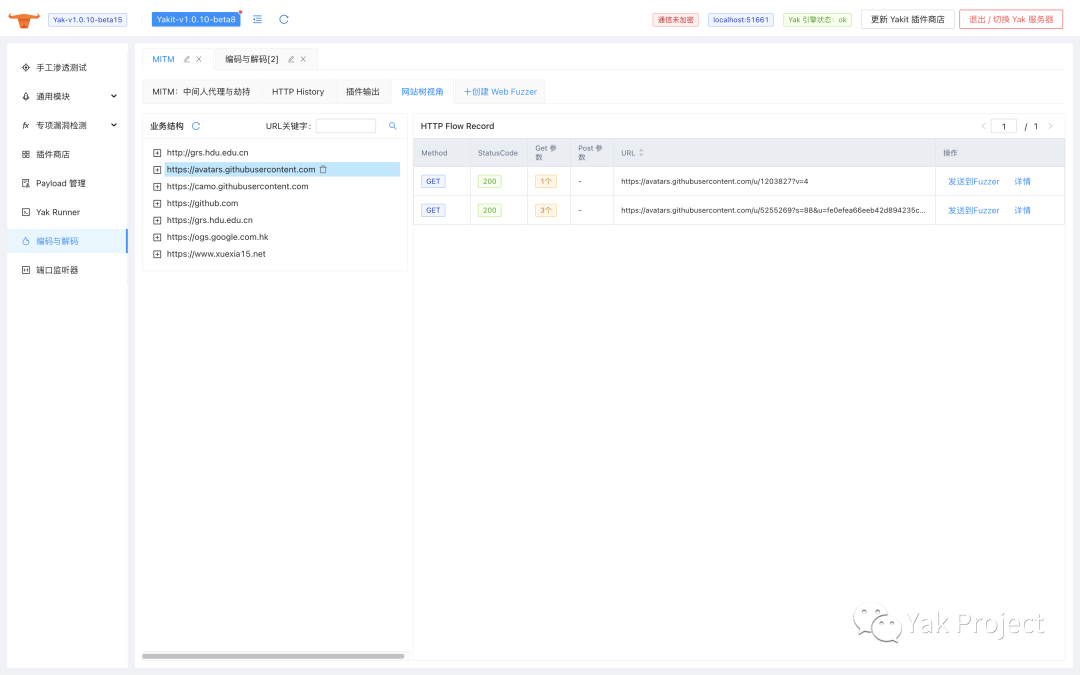 Yak-v1.0.10-beta15
Yakit-v1.0.10-beta8
通信未加密
localhost:51661
Yak 引擎状态：ok
更新 Yakit 插件商店
退出 / 切换 Yak 服务器
手工渗透测试
通用模块
fx 专项漏洞检测
插件商店
Payload 管理
Yak Runner
编码与解码
端口监听器
MITM
编码与解码[2]
MITM：中间人代理与劫持
HTTP History
插件输出
网站树视角
+创建 Web Fuzzer
业务结构
URL关键字：
http://grs.hdu.edu.cn
https://avatars.githubusercontent.com
https://camo.githubusercontent.com
https://github.com
https://grs.hdu.edu.cn
https://ogs.google.com.hk
https://www.xuexia15.net
HTTP Flow Record
< 1 / 1 >
Method StatusCode Get 参数 Post 参数 URL 操作
GET 200 1个 - https://avatars.githubusercontent.com/u/1203827?v=4 发送到Fuzzer 详情
GET 200 3个 - https://avatars.githubusercontent.com/u/5255269?s=88&u=fe0efea66eeb42d894235c... 发送到Fuzzer 详情
Yak Project